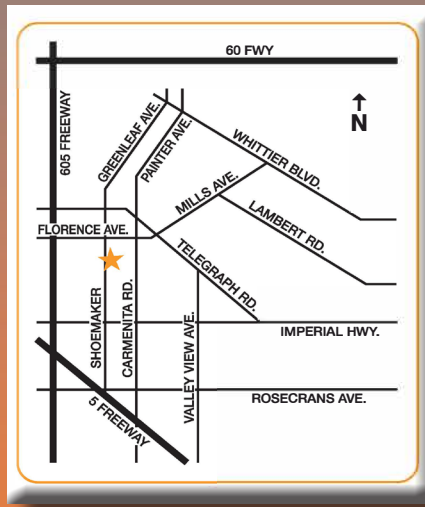 60 FWY
605 FREEWAY
GREENLEAF AVE.
PAINTER AVE.
N
WHITTIER BLVD.
MILLS AVE.
LAMBERT RD.
FLORENCE AVE.
TELEGRAPH RD.
SHOEMAKER
CARMENITA RD.
VALLEY VIEW AVE.
IMPERIAL HWY.
5 FREEWAY
ROSECRANS AVE.